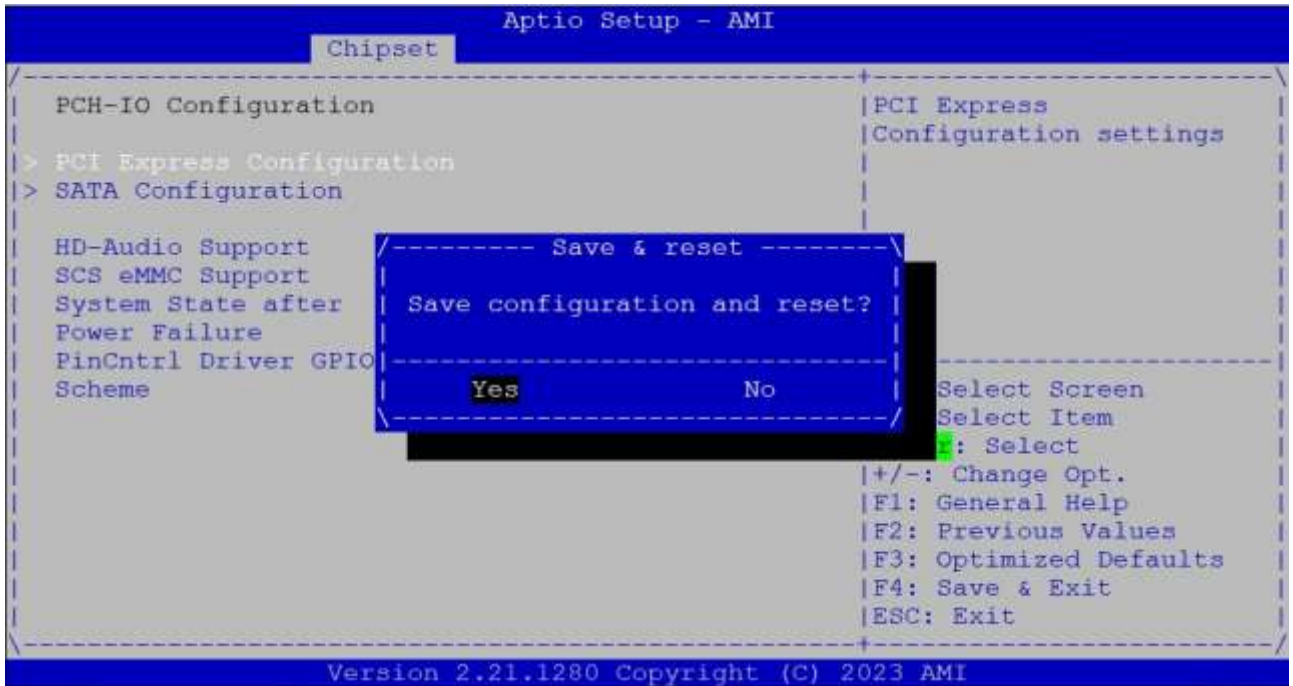 Aptio Setup - AMI
Chipset
PCH-IO Configuration
> PCI Express Configuration
> SATA Configuration
HD-Audio Support
SCS eMMC Support
System State after
Power Failure
PinCntrl Driver GPIO
Scheme
Save & reset
Save configuration and reset?
Yes No
PCI Express
Configuration settings
Select Screen
Select Item
r: Select
+/-: Change Opt.
F1: General Help
F2: Previous Values
F3: Optimized Defaults
F4: Save & Exit
ESC: Exit
Version 2.21.1280 Copyright (C) 2023 AMI